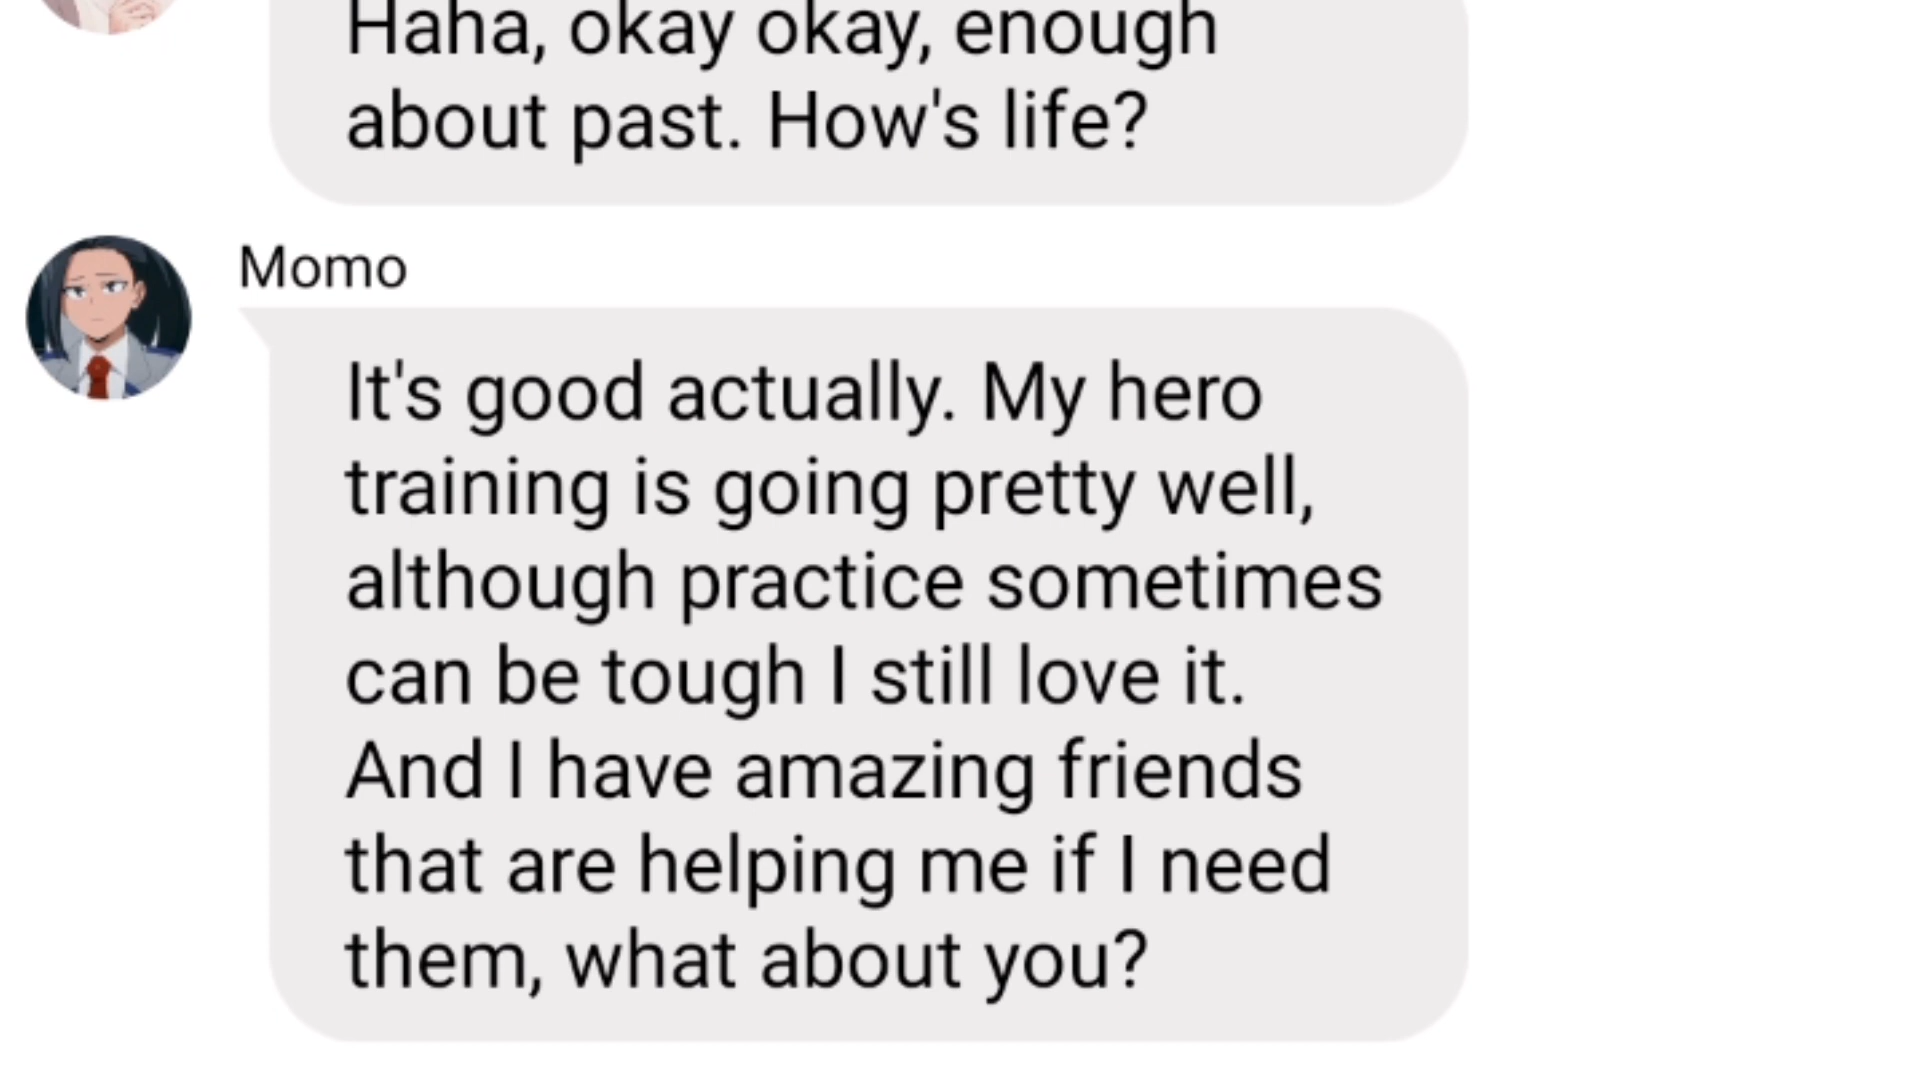 Haha, okay okay, enough
about past. How's life?
Momo
It's good actually. My hero
training is going pretty well,
although practice sometimes
can be tough I still love it.
And I have amazing friends
that are helping me if I need
them, what about you?